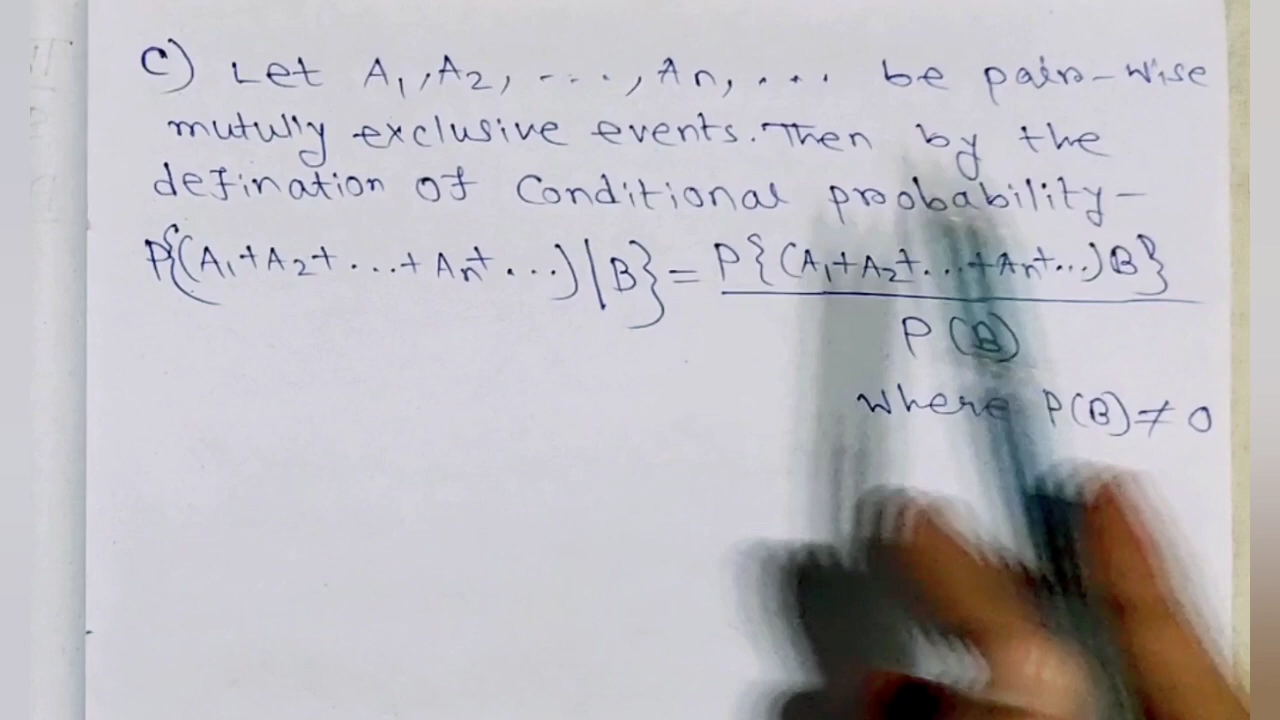 C) Let A₁, A₂, ----, An, ... be pair-wise
mutully exclusive events. Then by the
defination of Conditional probability-
P{(A₁+A₂+...+An+...)|B} = P{(A₁+A₂+...+An+...)B}
P(B)
where P(B)≠0